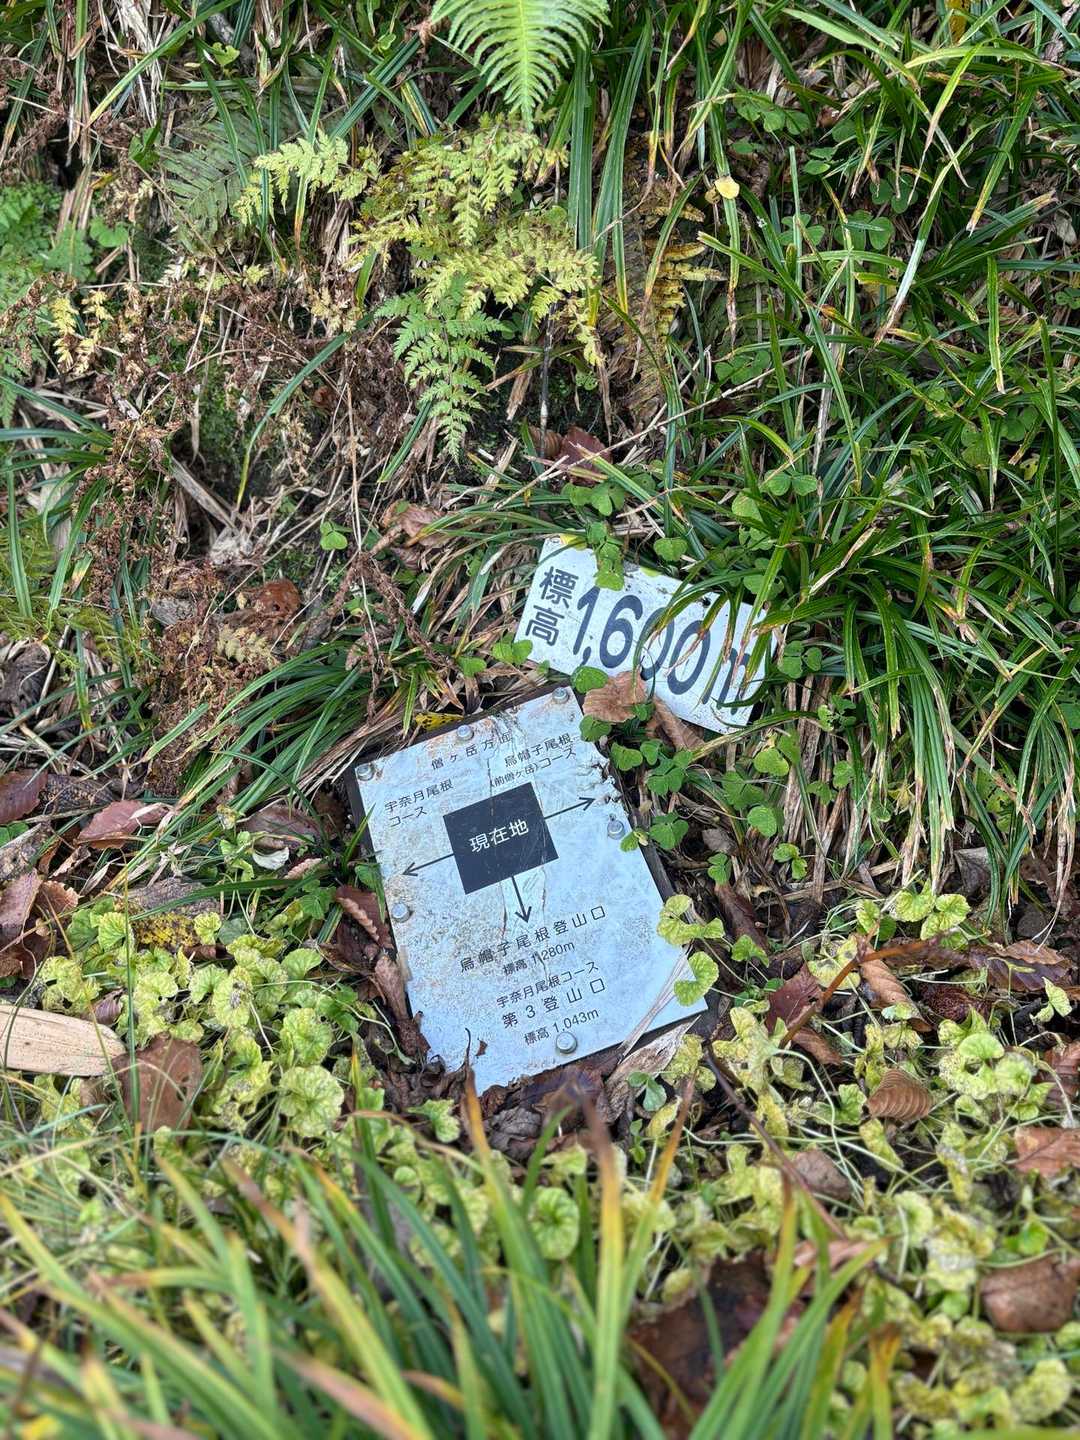 標高 1,600m
僧ヶ岳方面
宇奈月尾根
コース
烏帽子尾根
(前僧ヶ岳)コース
現在地
烏帽子尾根登山口
標高 1,280m
宇奈月尾根コース
第3登山口
標高 1,043m